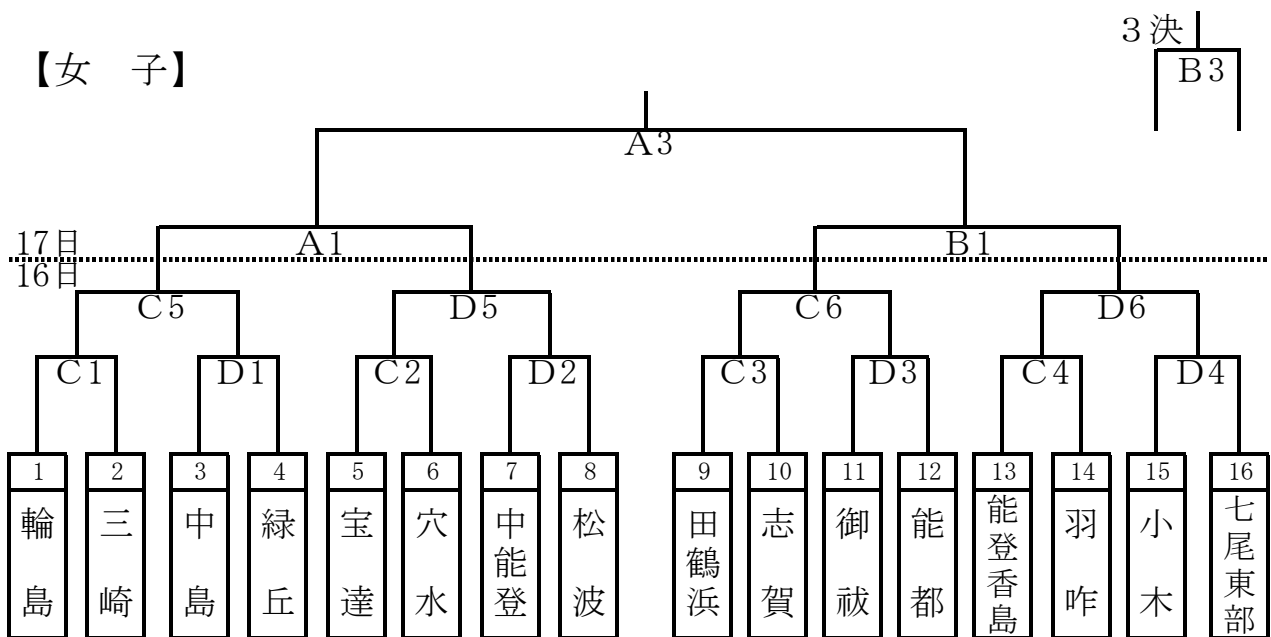 ３決
【女　子】
Ｂ3
Ａ3
17日
Ａ1
Ｂ1
16日
Ｃ5
Ｄ5
Ｃ6
Ｄ6
Ｃ1
Ｄ1
Ｃ2
Ｄ2
Ｃ3
Ｄ3
Ｃ4
Ｄ4
1 2 3 4 5 6 7 8 9 10 11 12 13 14 15 16
輪島
三崎
中島
緑丘
宝達
穴水
中能登
松波
田鶴浜
志賀
御祓
能都
能登香島
羽咋
小木
七尾東部